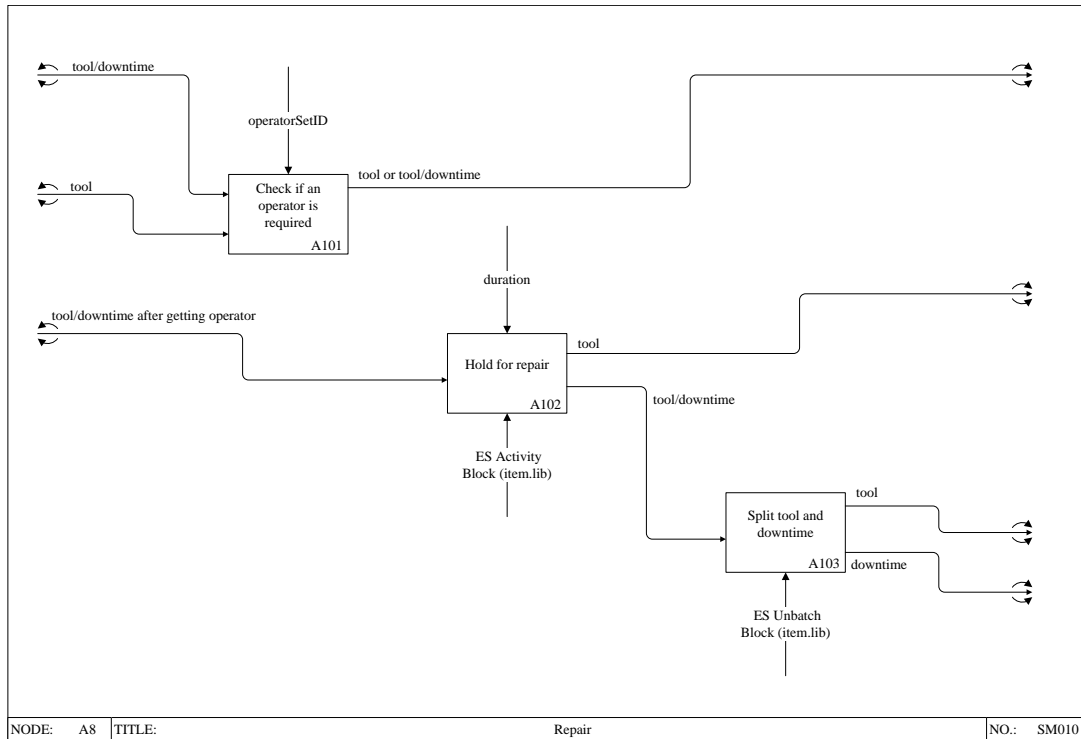 tool/downtime
operatorSetID
tool
Check if an
operator is
required
A101
tool or tool/downtime
duration
tool/downtime after getting operator
Hold for repair
A102
tool
tool/downtime
ES Activity
Block (item.lib)
Split tool and
downtime
A103
tool
downtime
ES Unbatch
Block (item.lib)
NODE: A8 TITLE: Repair NO.: SM010